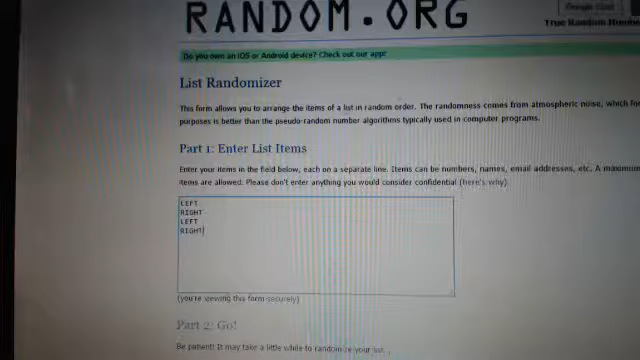 RANDOM.ORG
True Random Numb
Do you own an iOS or Android device? Check out our app!
List Randomizer
This form allows you to arrange the items of a list in random order. The randomness comes from atmospheric noise, which for
purposes is better than the pseudo-random number algorithms typically used in computer programs.
Part 1: Enter List Items
Enter your items in the field below, each on a separate line. Items can be numbers, names, email addresses, etc. A maximum
items are allowed. Please don't enter anything you would consider confidential (here's why).
LEFT
RIGHT
LEFT
RIGHT
(you're viewing this form securely)
Part 2: Go!
Be patient! It may take a little while to randomize your list...